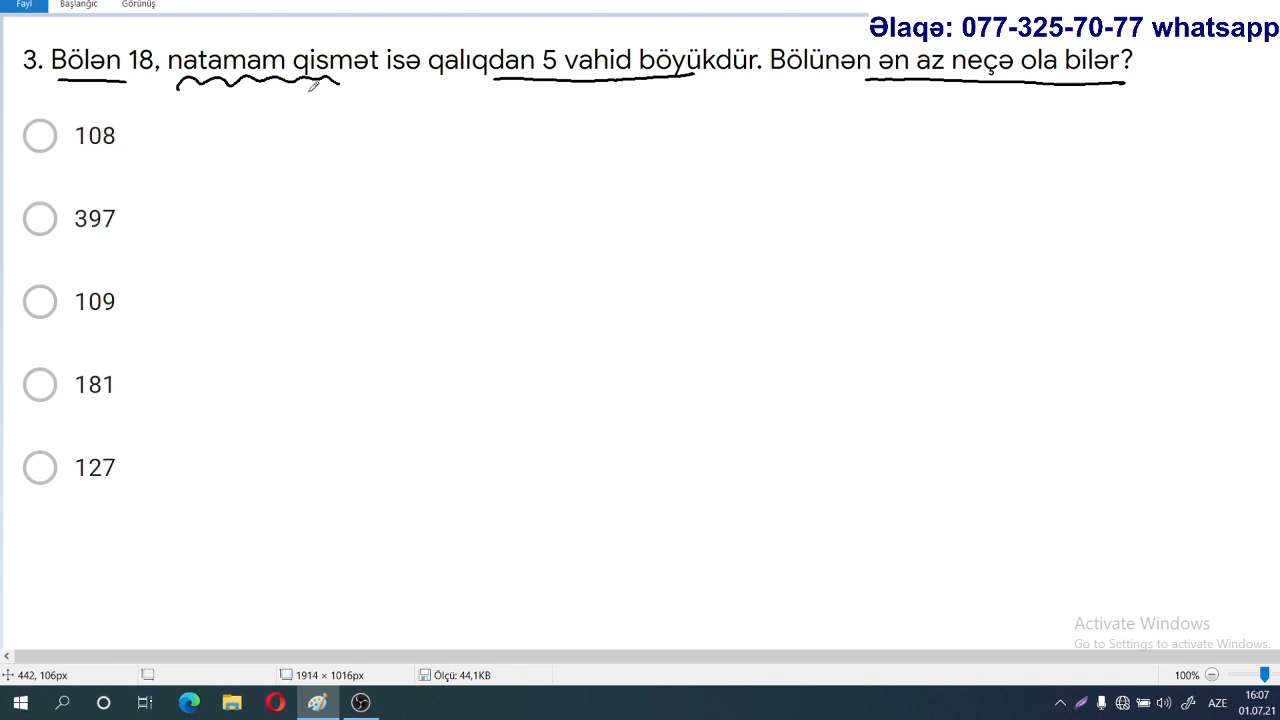 Fayl Başlanğıc Görünüş
Əlaqə: 077-325-70-77 whatsapp
3. Bölən 18, natamam qismət isə qalıqdan 5 vahid böyükdür. Bölünən ən az neçə ola bilər?
108
397
109
181
127
Activate Windows
Go to Settings to activate Windows.
442, 106px 1914 × 1016px Ölçü: 44,1KB 100%
16:07
AZE
01.07.21